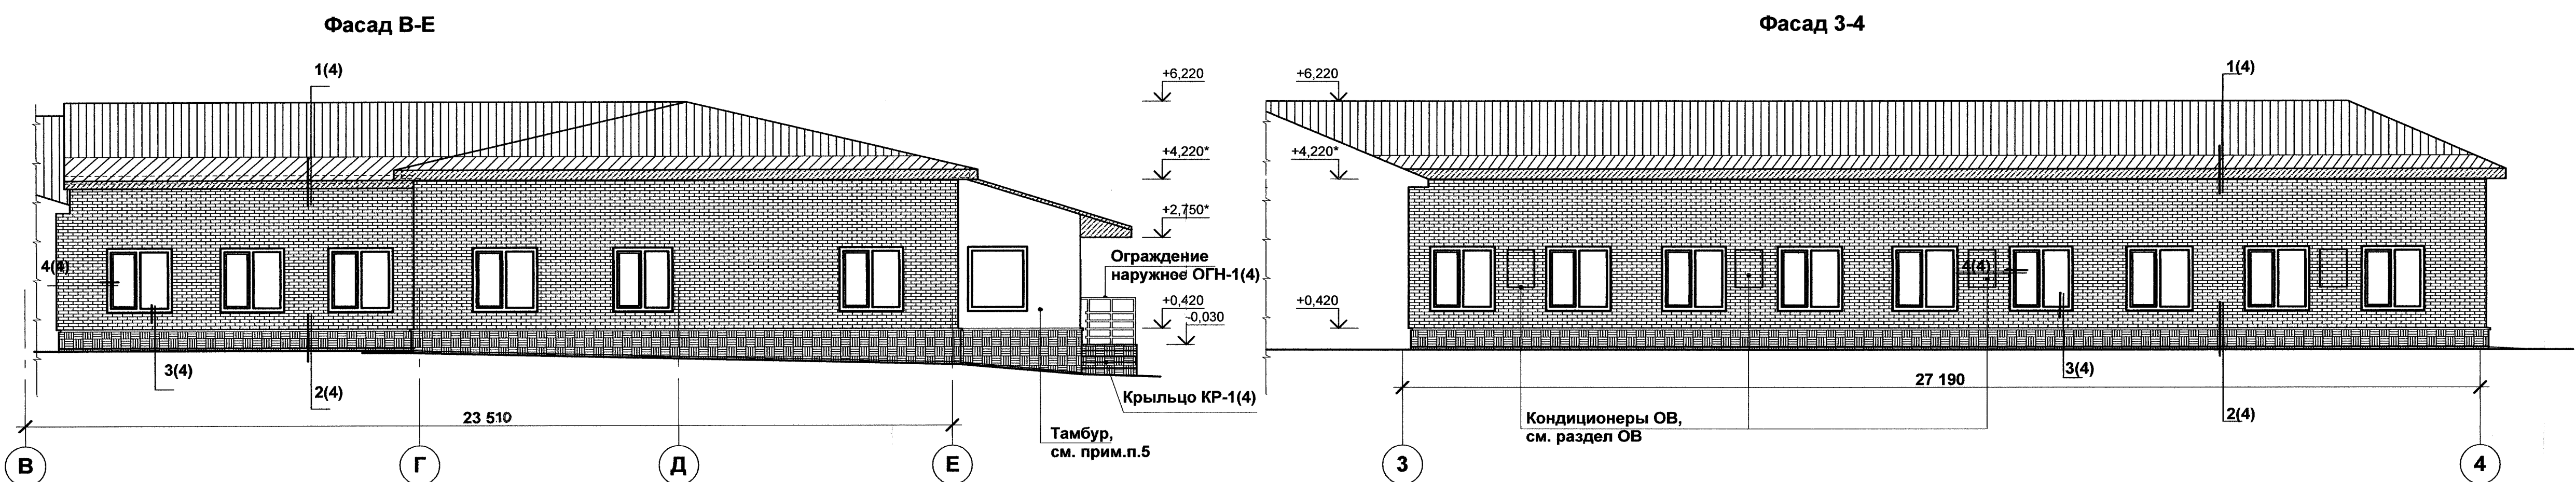 Фасад В-Е
1(4)
4(4)
3(4)
2(4)
23 510
В
Г
Д
Е
+6,220
+4,220*
+2,750*
Ограждение
наружнее ОГН-1(4)
+0,420
-0,030
Крыльцо КР-1(4)
Тамбур,
см. прим.п.5
Фасад 3-4
+6,220
+4,220*
+0,420
1(4)
4(4)
3(4)
2(4)
27 190
Кондиционеры ОВ,
см. раздел ОВ
3
4